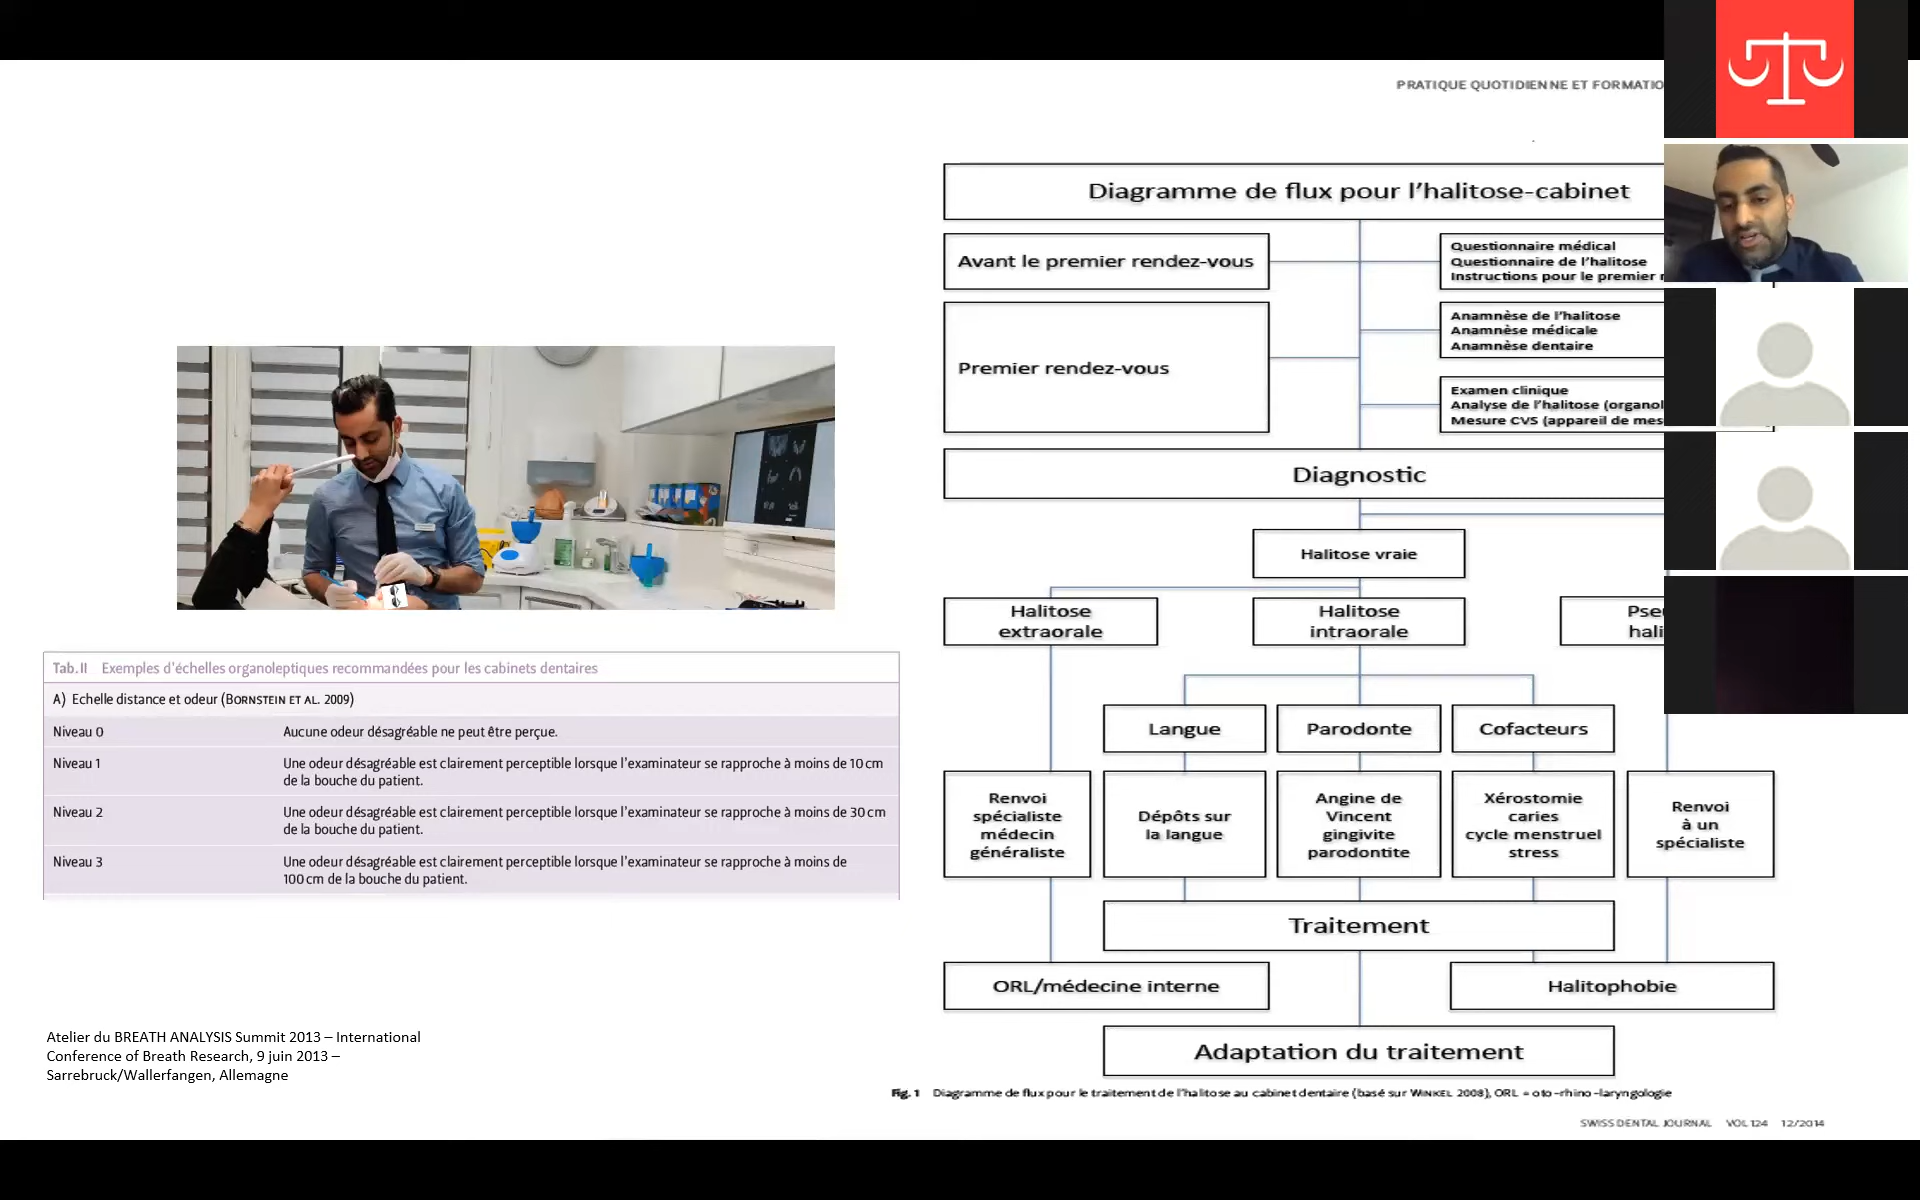 PRATIQUE QUOTIDIENNE ET FORMATIO
Diagramme de flux pour l'halitose-cabinet
Avant le premier rendez-vous
Questionnaire médical
Questionnaire de l'halitose
Instructions pour le premier
Premier rendez-vous
Anamnèse de l'halitose
Anamnèse médicale
Anamnèse dentaire
Examen clinique
Analyse de l'halitose (organol
Mesure CVS (appareil de mes
Diagnostic
Halitose vraie
Halitose
extraorale
Halitose
intraorale
Pse
hali
Langue
Parodonte
Cofacteurs
Renvoi
spécialiste
médecin
généraliste
Dépôts sur
la langue
Angine de
Vincent
gingivite
parodontite
Xérostomie
caries
cycle menstruel
stress
Renvoi
à un
spécialiste
Traitement
ORL/médecine interne
Halitophobie
Adaptation du traitement
Fig. 1 Diagramme de flux pour le traitement de l'halitose au cabinet dentaire (basé sur WINKEL 2008), ORL = oto-rhino-laryngologie
SWISS DENTAL JOURNAL VOL 124 12/2014
Tab. II Exemples d'échelles organoleptiques recommandées pour les cabinets dentaires
A) Echelle distance et odeur (BORNSTEIN ET AL. 2009)
Niveau 0 Aucune odeur désagréable ne peut être perçue.
Niveau 1 Une odeur désagréable est clairement perceptible lorsque l'examinateur se rapproche à moins de 10 cm
de la bouche du patient.
Niveau 2 Une odeur désagréable est clairement perceptible lorsque l'examinateur se rapproche à moins de 30 cm
de la bouche du patient.
Niveau 3 Une odeur désagréable est clairement perceptible lorsque l'examinateur se rapproche à moins de
100 cm de la bouche du patient.
Atelier du BREATH ANALYSIS Summit 2013 – International
Conference of Breath Research, 9 juin 2013 –
Sarrebruck/Wallerfangen, Allemagne